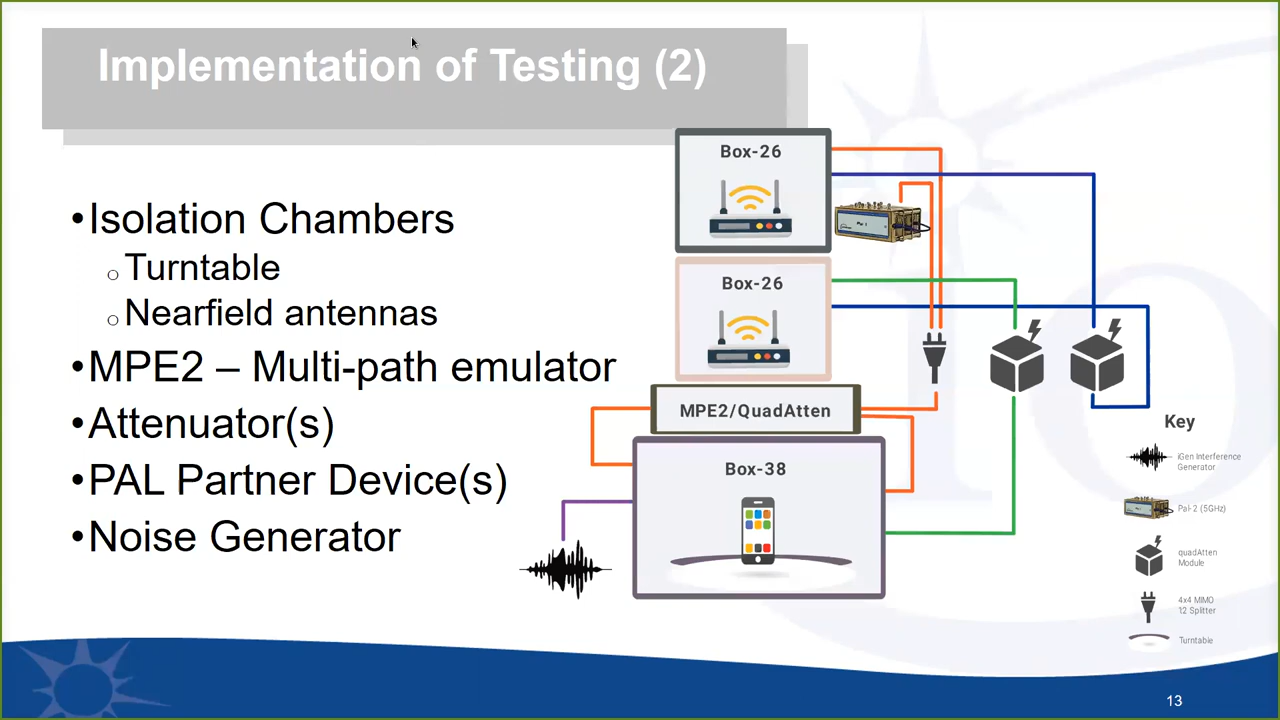 Implementation of Testing (2)
•Isolation Chambers
o Turntable
o Nearfield antennas
•MPE2 – Multi-path emulator
•Attenuator(s)
•PAL Partner Device(s)
•Noise Generator
Box-26
Box-26
MPE2/QuadAtten
Box-38
Key
iGen Interference
Generator
Pal-2 (5GHz)
quadAtten
Module
4x4 MIMO
12 Splitter
Turntable
13